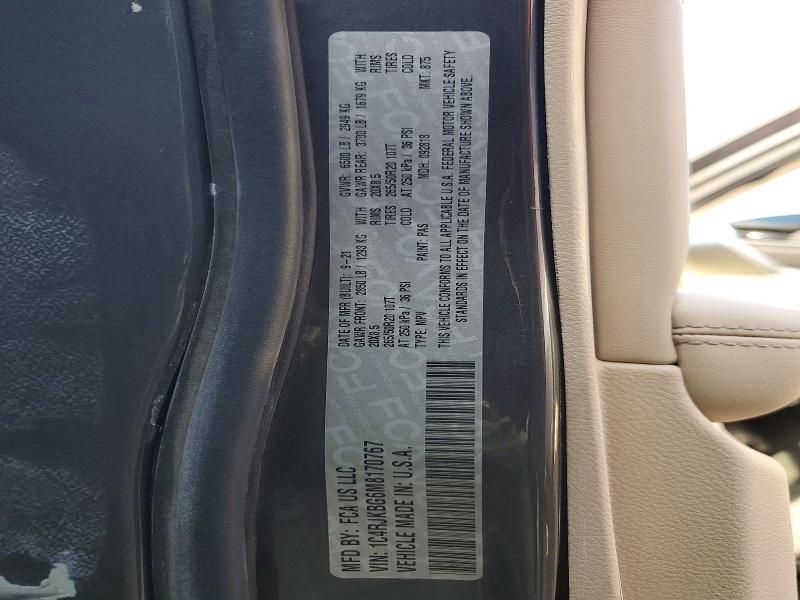 MFD BY: FCA US LLC
VIN: 1C4RJKBG6M8170767
VEHICLE MADE IN: U.S.A.
DATE OF MFR (BUILT): 9-21 GVWR: 6500 LB / 2949 KG
GAWR FRONT: 2850 LB / 1293 KG WITH GAWR REAR: 3700 LB / 1679 KG WITH
20X8.5 RIMS 20X8.5 RIMS
265/50R20 107T TIRES 265/50R20 107T TIRES
AT 250 kPa / 36 PSI COLD AT 250 kPa / 36 PSI COLD
TYPE: MPV PAINT: PAS MDH: 092818 MKT: 875
THIS VEHICLE CONFORMS TO ALL APPLICABLE U.S.A. FEDERAL MOTOR VEHICLE SAFETY
STANDARDS IN EFFECT ON THE DATE OF MANUFACTURE SHOWN ABOVE.